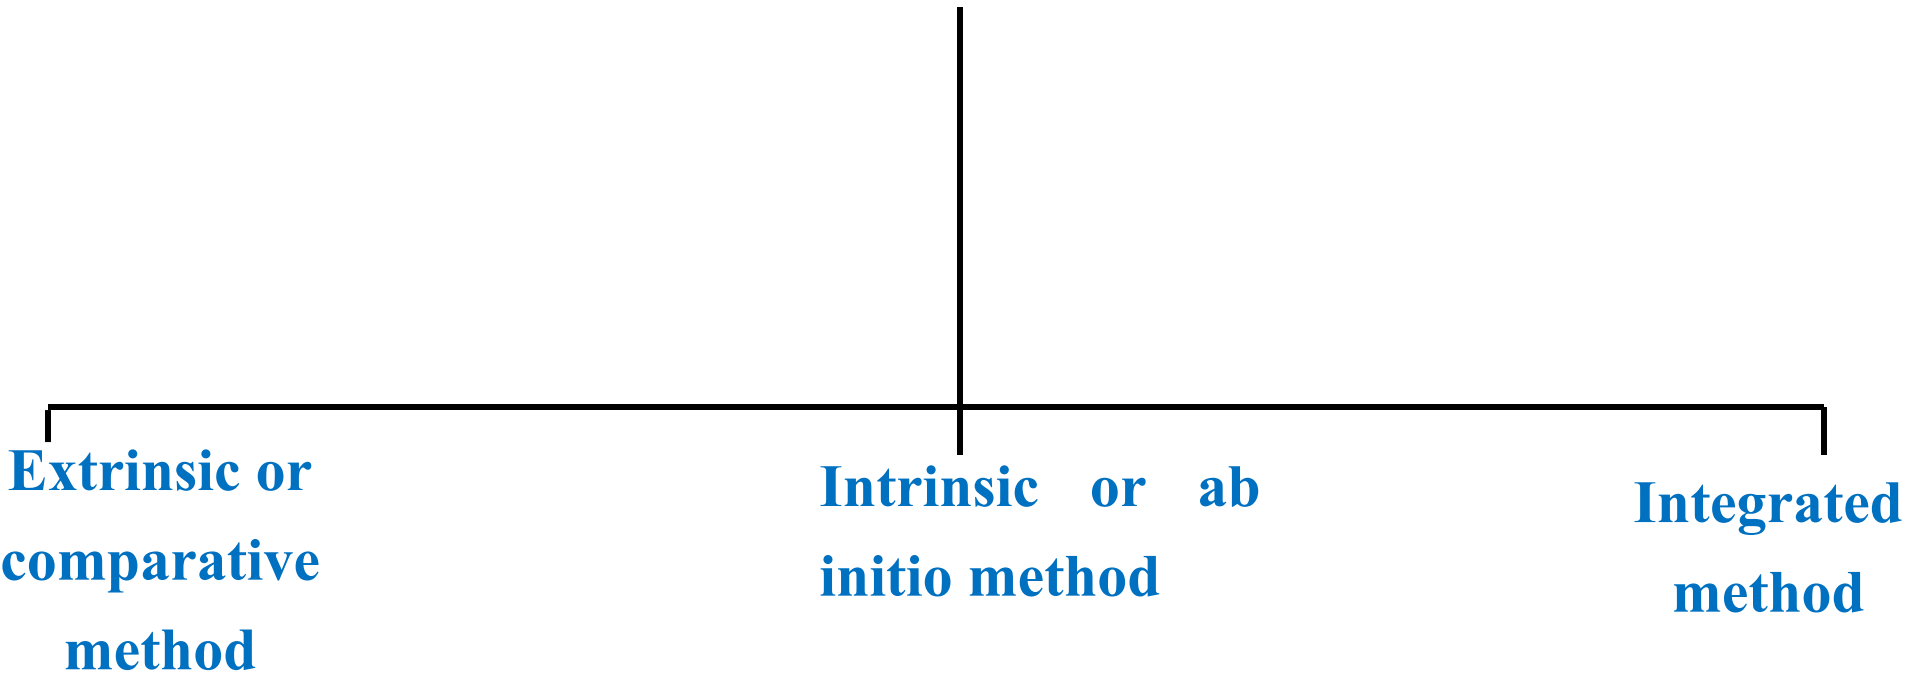 Extrinsic or
comparative
method
Intrinsic or ab
initio method
Integrated
method